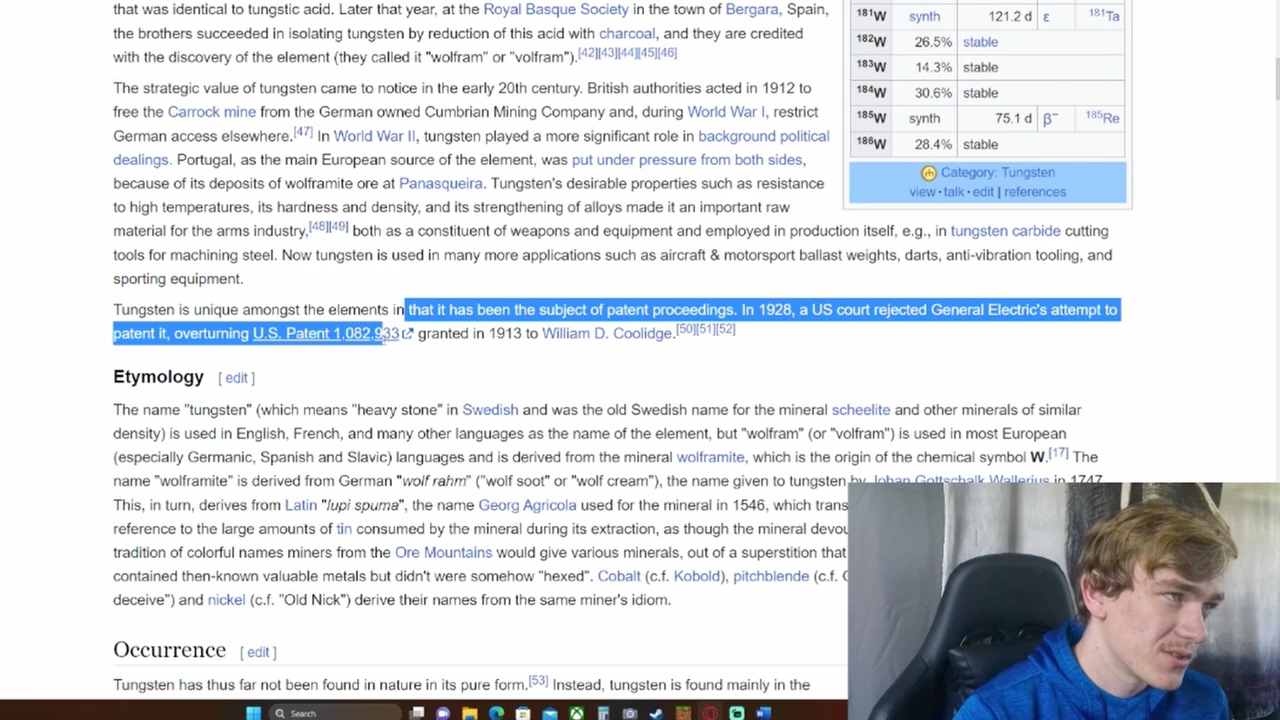 that was identical to tungstic acid. Later that year, at the Royal Basque Society in the town of Bergara, Spain,
the brothers succeeded in isolating tungsten by reduction of this acid with charcoal, and they are credited
with the discovery of the element (they called it "wolfram" or "volfram").[42][43][44][45][46]
The strategic value of tungsten came to notice in the early 20th century. British authorities acted in 1912 to
free the Carrock mine from the German owned Cumbrian Mining Company and, during World War I, restrict
German access elsewhere.[47] In World War II, tungsten played a more significant role in background political
dealings. Portugal, as the main European source of the element, was put under pressure from both sides,
because of its deposits of wolframite ore at Panasqueira. Tungsten's desirable properties such as resistance
to high temperatures, its hardness and density, and its strengthening of alloys made it an important raw
material for the arms industry,[48][49] both as a constituent of weapons and equipment and employed in production itself, e.g., in tungsten carbide cutting
tools for machining steel. Now tungsten is used in many more applications such as aircraft & motorsport ballast weights, darts, anti-vibration tooling, and
sporting equipment.
Tungsten is unique amongst the elements in that it has been the subject of patent proceedings. In 1928, a US court rejected General Electric's attempt to
patent it, overturning U.S. Patent 1,082,933 granted in 1913 to William D. Coolidge.[50][51][52]
181W synth 121.2 d ε 181Ta
182W 26.5% stable
183W 14.3% stable
184W 30.6% stable
185W synth 75.1 d β− 185Re
186W 28.4% stable
Category: Tungsten
view · talk · edit | references
Etymology [ edit ]
The name "tungsten" (which means "heavy stone" in Swedish and was the old Swedish name for the mineral scheelite and other minerals of similar
density) is used in English, French, and many other languages as the name of the element, but "wolfram" (or "volfram") is used in most European
(especially Germanic, Spanish and Slavic) languages and is derived from the mineral wolframite, which is the origin of the chemical symbol W.[17] The
name "wolframite" is derived from German "wolf rahm" ("wolf soot" or "wolf cream"), the name given to tungsten by Johan Gottschalk Wallerius in 1747.
This, in turn, derives from Latin "lupi spuma", the name Georg Agricola used for the mineral in 1546, which trans
reference to the large amounts of tin consumed by the mineral during its extraction, as though the mineral devou
tradition of colorful names miners from the Ore Mountains would give various minerals, out of a superstition that
contained then-known valuable metals but didn't were somehow "hexed". Cobalt (c.f. Kobold), pitchblende (c.f.
deceive") and nickel (c.f. "Old Nick") derive their names from the same miner's idiom.
Occurrence [ edit ]
Tungsten has thus far not been found in nature in its pure form.[53] Instead, tungsten is found mainly in the
Search